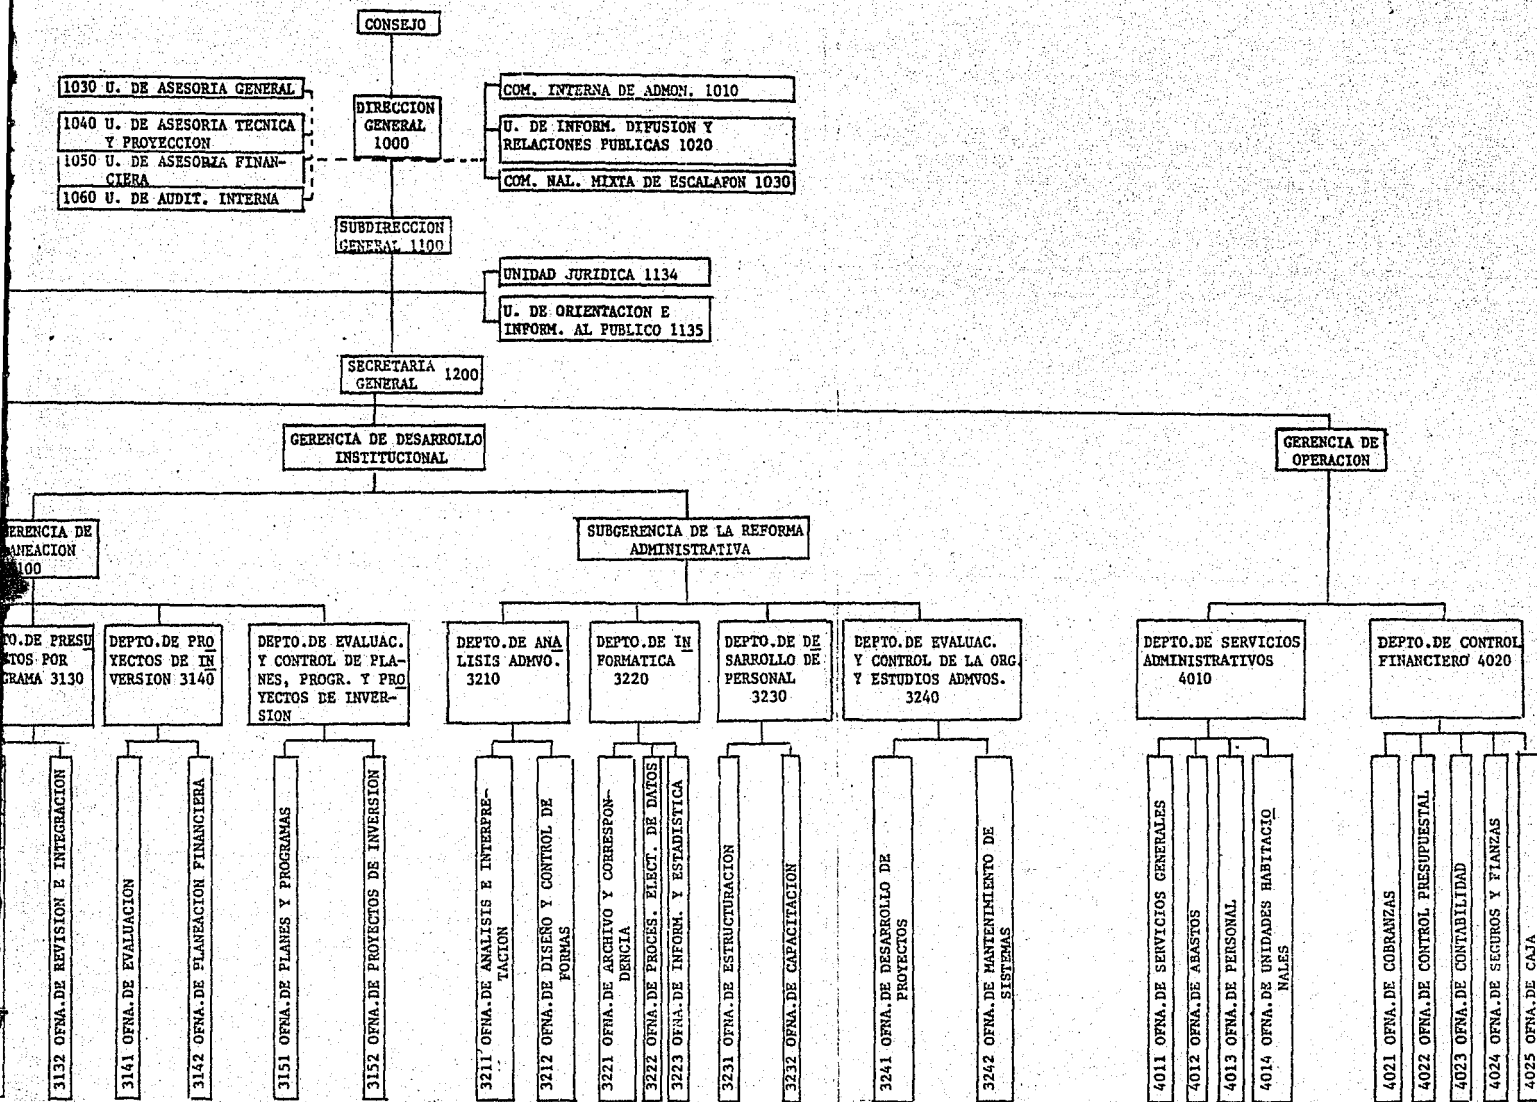 CONSEJO
1030 U. DE ASESORIA GENERAL
1040 U. DE ASESORIA TECNICA
Y PROYECCION
1050 U. DE ASESORIA FINAN-
CIERA
1060 U. DE AUDIT. INTERNA
DIRECCION
GENERAL
1000
COM. INTERNA DE ADMON. 1010
U. DE INFORM. DIFUSION Y
RELACIONES PUBLICAS 1020
COM. NAL. MIXTA DE ESCALAFON 1030
SUBDIRECCION
GENERAL 1100
UNIDAD JURIDICA 1134
U. DE ORIENTACION E
INFORM. AL PUBLICO 1135
SECRETARIA 1200
GENERAL
GERENCIA DE DESARROLLO
INSTITUCIONAL
GERENCIA DE
OPERACION
ERENCIA DE
ANEACION
100
SUBGERENCIA DE LA REFORMA
ADMINISTRATIVA
TO.DE PRESU
STOS POR
GRAMA 3130
DEPTO.DE PRO
YECTOS DE IN
VERSION 3140
DEPTO.DE EVALUAC.
Y CONTROL DE PLA-
NES, PROGR. Y PRO
YECTOS DE INVER-
SION
DEPTO.DE ANA
LISIS ADMVO.
3210
DEPTO.DE IN
FORMATICA
3220
DEPTO.DE DE
SARROLLO DE
PERSONAL
3230
DEPTO.DE EVALUAC.
Y CONTROL DE LA ORG.
Y ESTUDIOS ADMVOS.
3240
DEPTO.DE SERVICIOS
ADMINISTRATIVOS
4010
DEPTO.DE CONTROL
FINANCIERO 4020
3132 OFNA.DE REVISION E INTEGRACION
3141 OFNA.DE EVALUACION
3142 OFNA.DE PLANEACION FINANCIERA
3151 OFNA.DE PLANES Y PROGRAMAS
3152 OFNA.DE PROYECTOS DE INVERSION
3211 OFNA.DE ANALISIS E INTERPRE-
TACION
3212 OFNA.DE DISEÑO Y CONTROL DE
FORMAS
3221 OFNA.DE ARCHIVO Y CORRESPON-
DENCIA
3222 OFNA.DE PROCES. ELECT. DE DATOS
3223 OFNA.DE INFORM. Y ESTADISTICA
3231 OFNA.DE ESTRUCTURACION
3232 OFNA.DE CAPACITACION
3241 OFNA.DE DESARROLLO DE
PROYECTOS
3242 OFNA.DE MANTENIMIENTO DE
SISTEMAS
4011 OFNA.DE SERVICIOS GENERALES
4012 OFNA.DE ABASTOS
4013 OFNA.DE PERSONAL
4014 OFNA.DE UNIDADES HABITACIO
NALES
4021 OFNA.DE COBRANZAS
4022 OFNA.DE CONTROL PRESUPUESTAL
4023 OFNA.DE CONTABILIDAD
4024 OFNA.DE SEGUROS Y FIANZAS
4025 OFNA.DE CAJA